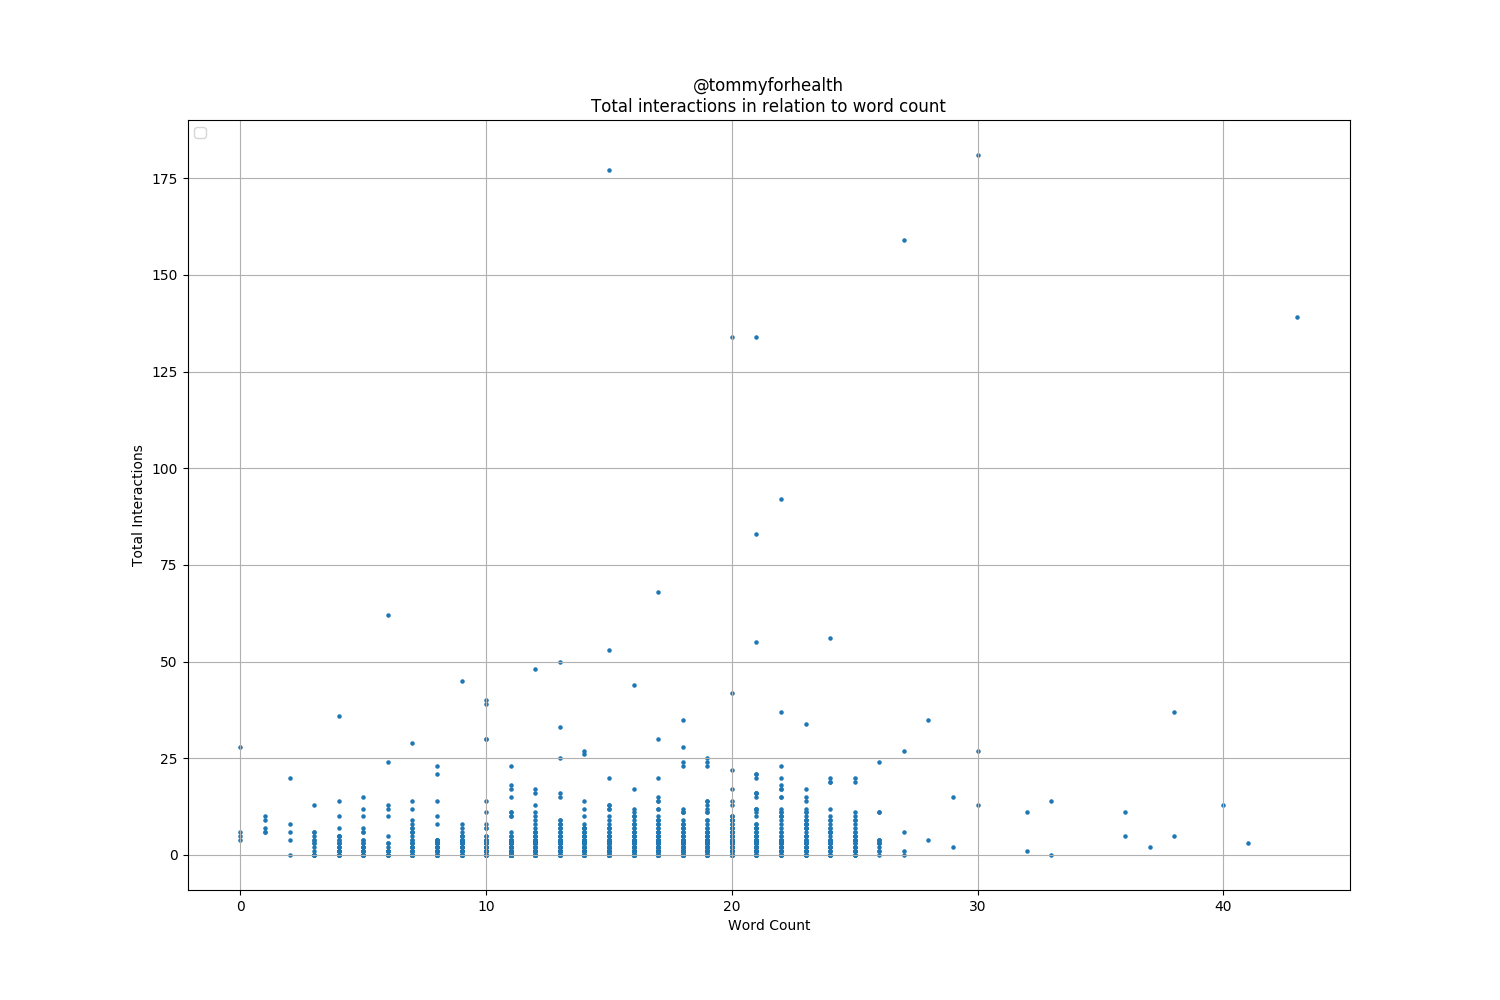 @tommyforhealth
Total interactions in relation to word count
175
150
125
100
75
50
25
0
Total Interactions
0 10 20 30 40
Word Count